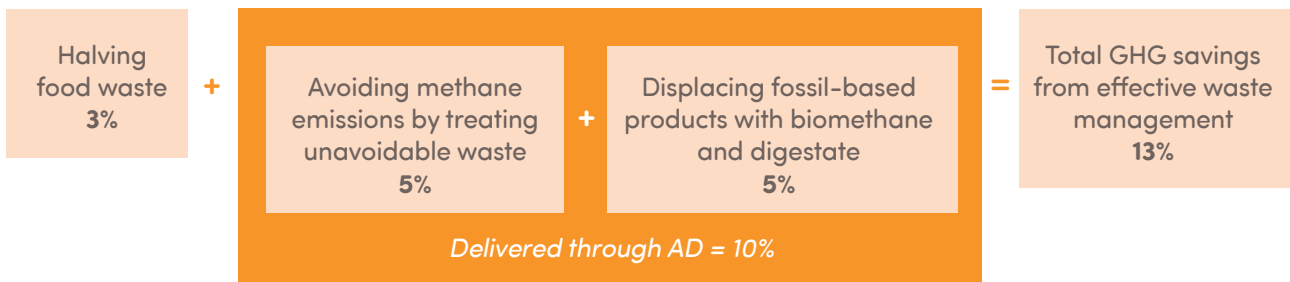 Halving
food waste
3%
+
Avoiding methane
emissions by treating
unavoidable waste
5%
+
Displacing fossil-based
products with biomethane
and digestate
5%
Delivered through AD = 10%
=
Total GHG savings
from effective waste
management
13%